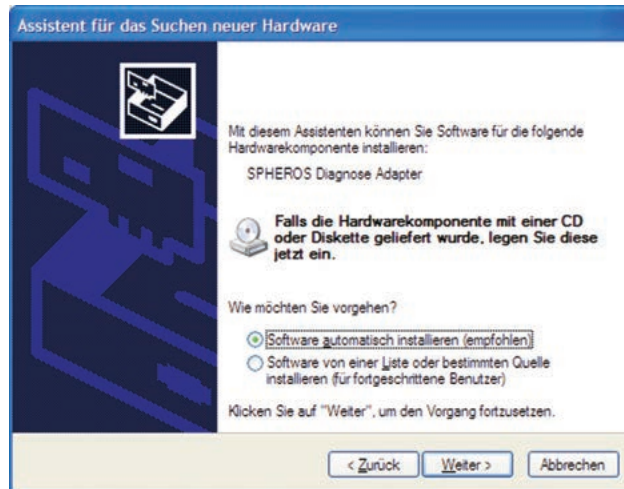 Assistent für das Suchen neuer Hardware
Mit diesem Assistenten können Sie Software für die folgende
Hardwarekomponente installieren:
SPHEROS Diagnose Adapter
Falls die Hardwarekomponente mit einer CD
oder Diskette geliefert wurde, legen Sie diese
jetzt ein.
Wie möchten Sie vorgehen?
Software automatisch installieren (empfohlen)
Software von einer Liste oder bestimmten Quelle
installieren (für fortgeschrittene Benutzer)
Klicken Sie auf "Weiter", um den Vorgang fortzusetzen.
< Zurück Weiter > Abbrechen